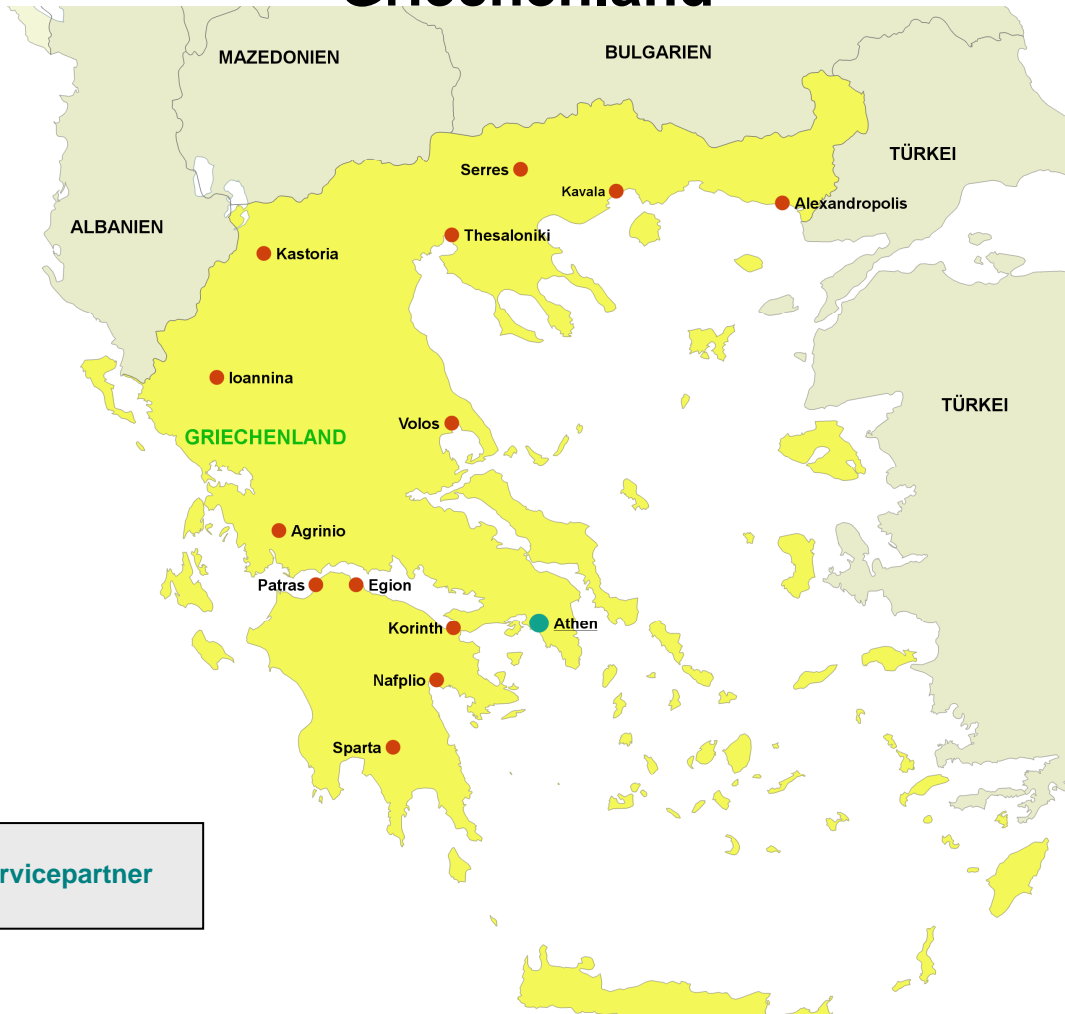 Griechenland
MAZEDONIEN
BULGARIEN
TÜRKEI
Serres
Kavala
Alexandropolis
ALBANIEN
Thesaloniki
Kastoria
Ioannina
TÜRKEI
Volos
GRIECHENLAND
Agrinio
Patras
Egion
Athen
Korinth
Nafplio
Sparta
rvicepartner